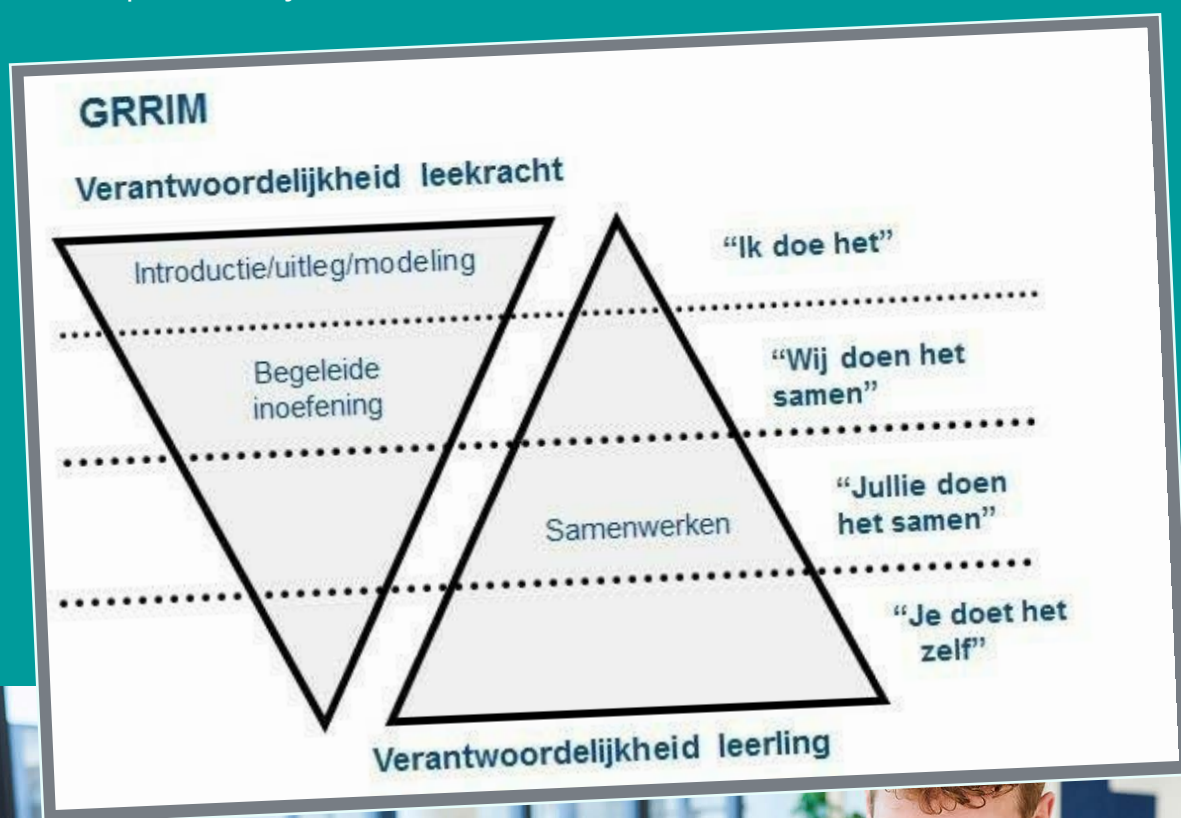 GRRIM
Verantwoordelijkheid leekracht
Introductie/uitleg/modeling
“Ik doe het”
Begeleide
inoefening
“Wij doen het
samen”
Samenwerken
“Jullie doen
het samen”
“Je doet het
zelf”
Verantwoordelijkheid leerling